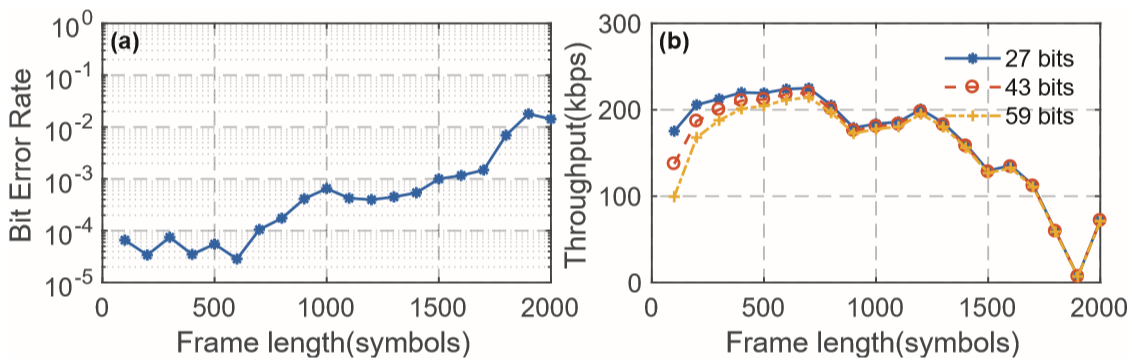 (a)
Bit Error Rate
10^0
10^-1
10^-2
10^-3
10^-4
10^-5
0 500 1000 1500 2000
Frame length(symbols)
(b)
Throughput(kbps)
300
200
100
0
27 bits
43 bits
59 bits
0 500 1000 1500 2000
Frame length(symbols)